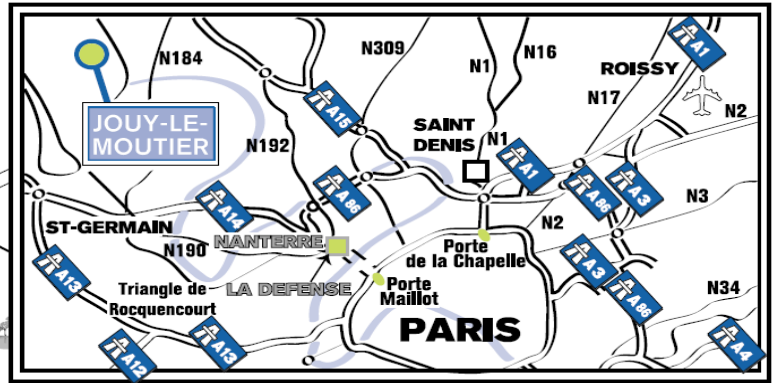 N184
N309
N1
N16
A1
ROISSY
N17
N2
JOUY-LE-
MOUTIER
A15
SAINT
DENIS
N1
N192
A1
A86
A86
A3
N3
A14
ST-GERMAIN
N2
NANTERRE
N190
Porte
de la Chapelle
A13
Triangle de
Rocquencourt
LA DEFENSE
Porte
Maillot
A3
A86
N34
PARIS
A12
A13
A4